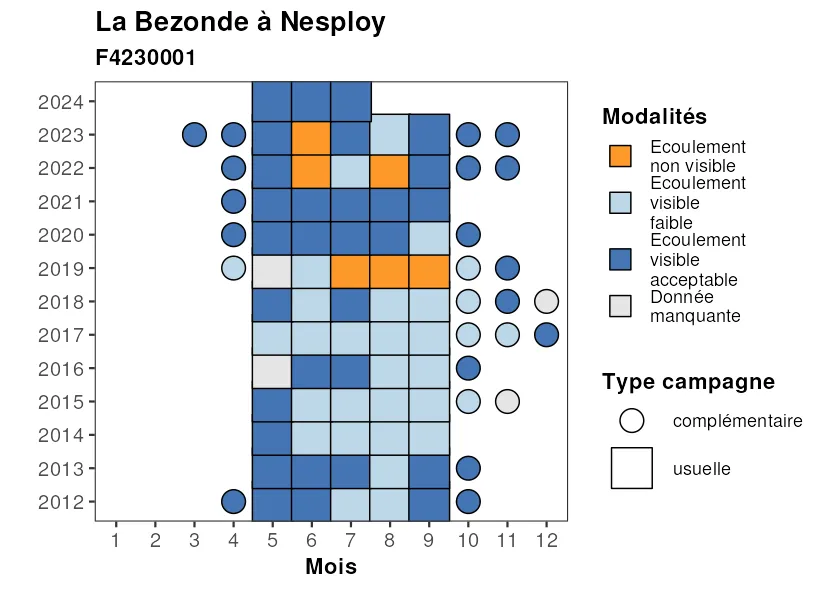 La Bezonde à Nesploy
F4230001
2024
2023
2022
2021
2020
2019
2018
2017
2016
2015
2014
2013
2012
1 2 3 4 5 6 7 8 9 10 11 12
Mois
Modalités
Ecoulement
non visible
Ecoulement
visible
faible
Ecoulement
visible
acceptable
Donnée
manquante
Type campagne
complémentaire
usuelle